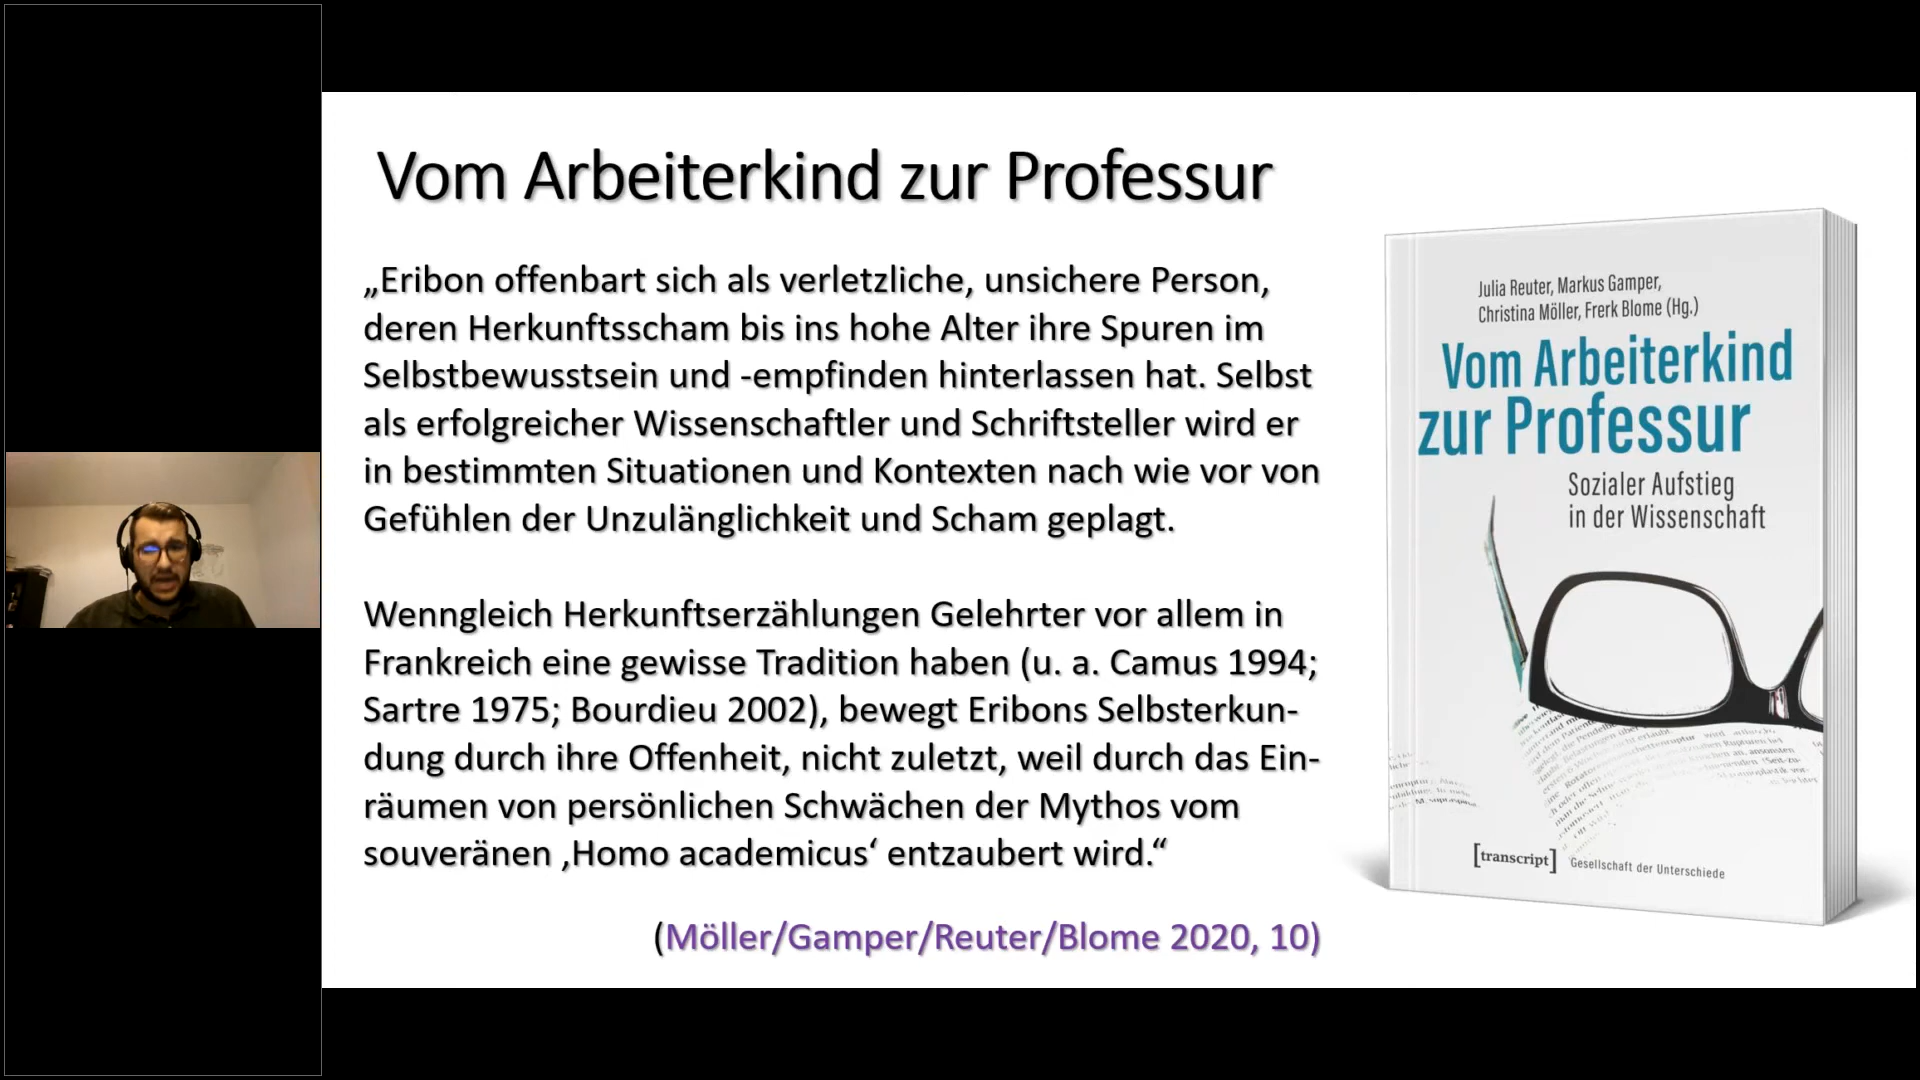 Vom Arbeiterkind zur Professur
„Eribon offenbart sich als verletzliche, unsichere Person,
deren Herkunftsscham bis ins hohe Alter ihre Spuren im
Selbstbewusstsein und -empfinden hinterlassen hat. Selbst
als erfolgreicher Wissenschaftler und Schriftsteller wird er
in bestimmten Situationen und Kontexten nach wie vor von
Gefühlen der Unzulänglichkeit und Scham geplagt.
Wenngleich Herkunftserzählungen Gelehrter vor allem in
Frankreich eine gewisse Tradition haben (u. a. Camus 1994;
Sartre 1975; Bourdieu 2002), bewegt Eribons Selbsterkun-
dung durch ihre Offenheit, nicht zuletzt, weil durch das Ein-
räumen von persönlichen Schwächen der Mythos vom
souveränen ‚Homo academicus‘ entzaubert wird.“
(Möller/Gamper/Reuter/Blome 2020, 10)
Julia Reuter, Markus Gamper,
Christina Möller, Frerk Blome (Hg.)
Vom Arbeiterkind
zur Professur
Sozialer Aufstieg
in der Wissenschaft
[transcript] Gesellschaft der Unterschiede